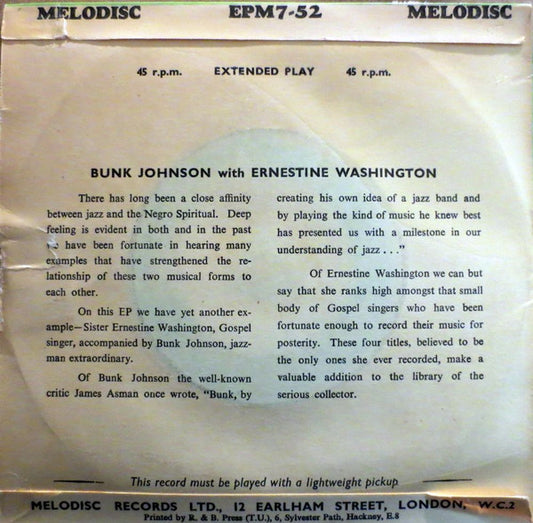 MELODISC EPM7-52 MELODISC
45 r.p.m. EXTENDED PLAY 45 r.p.m.
BUNK JOHNSON with ERNESTINE WASHINGTON
There has long been a close affinity
between jazz and the Negro Spiritual. Deep
feeling is evident in both and in the past
we have been fortunate in hearing many
examples that have strengthened the re-
lationship of these two musical forms to
each other.
On this EP we have yet another ex-
ample—Sister Ernestine Washington, Gospel
singer, accompanied by Bunk Johnson, jazz-
man extraordinary.
Of Bunk Johnson the well-known
critic James Asman once wrote, "Bunk, by
creating his own idea of a jazz band and
by playing the kind of music he knew best
has presented us with a milestone in our
understanding of jazz . . ."
Of Ernestine Washington we can but
say that she ranks high amongst that small
body of Gospel singers who have been
fortunate enough to record their music for
posterity. These four titles, believed to be
the only ones she ever recorded, make a
valuable addition to the library of the
serious collector.
This record must be played with a lightweight pickup
MELODISC RECORDS LTD., 12 EARLHAM STREET, LONDON, W.C.2
Printed by R. & B. Press (T.U.), 6, Sylvester Path, Hackney, E.8